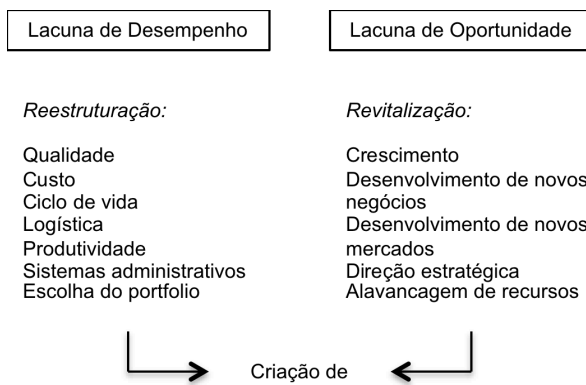 Lacuna de Desempenho
Lacuna de Oportunidade
Reestruturação:
Qualidade
Custo
Ciclo de vida
Logística
Produtividade
Sistemas administrativos
Escolha do portfolio
Revitalização:
Crescimento
Desenvolvimento de novos
negócios
Desenvolvimento de novos
mercados
Direção estratégica
Alavancagem de recursos
Criação de